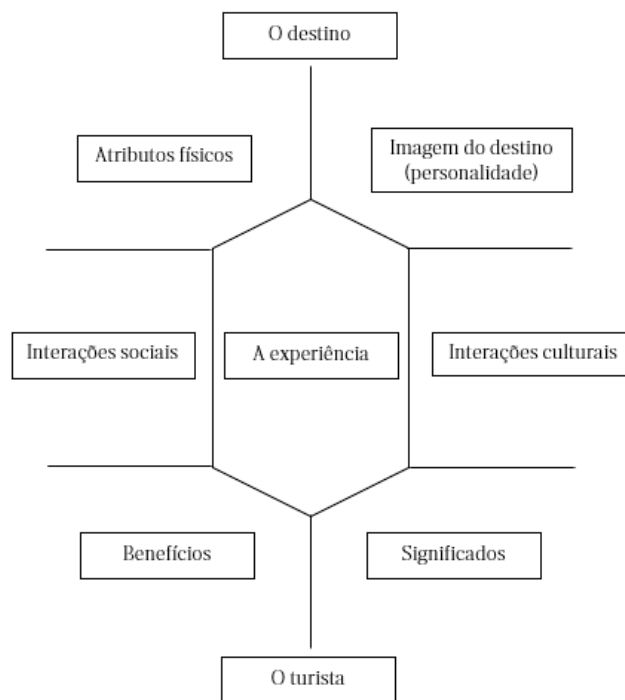 O destino
Atributos físicos
Imagem do destino
(personalidade)
Interações sociais
A experiência
Interações culturais
Benefícios
Significados
O turista